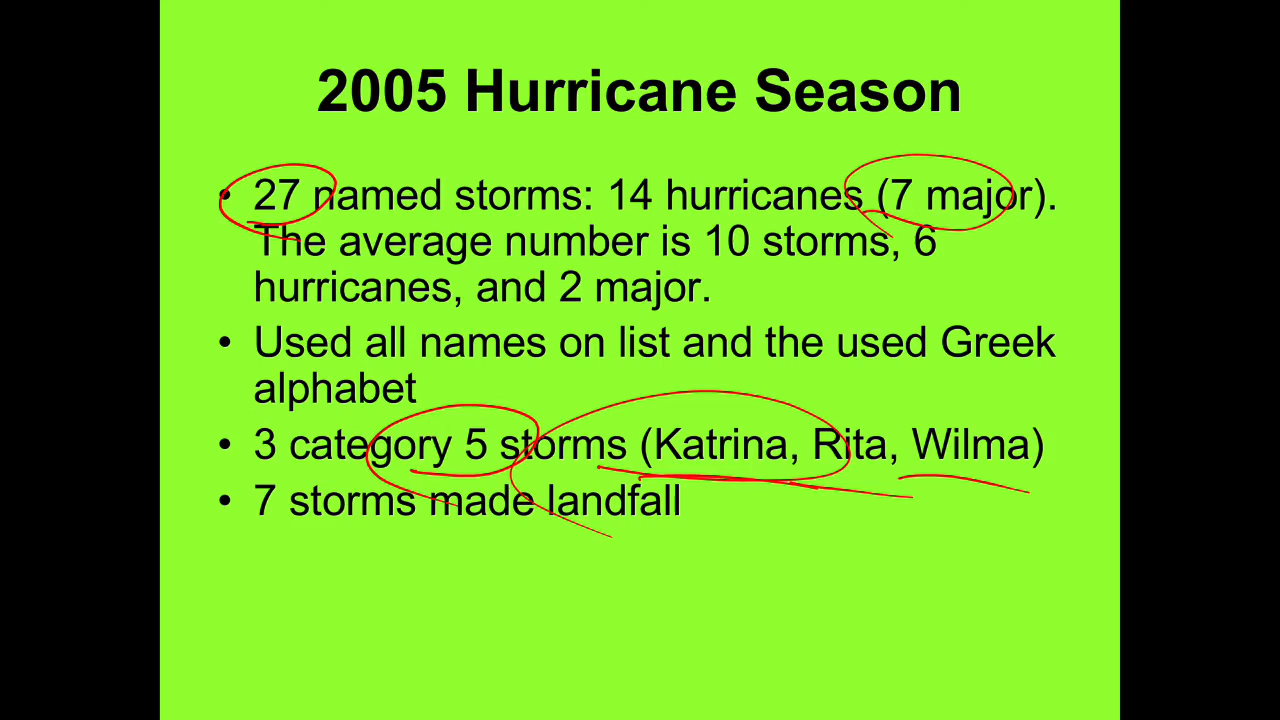 2005 Hurricane Season
• 27 named storms: 14 hurricanes (7 major).
The average number is 10 storms, 6
hurricanes, and 2 major.
• Used all names on list and the used Greek
alphabet
• 3 category 5 storms (Katrina, Rita, Wilma)
• 7 storms made landfall